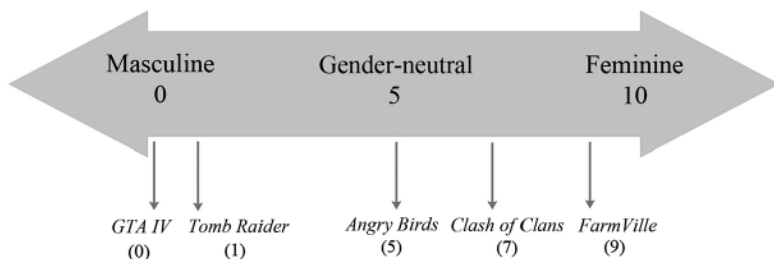 Masculine Gender-neutral Feminine
0 5 10
GTA IV Tomb Raider Angry Birds Clash of Clans FarmVille
(0) (1) (5) (7) (9)